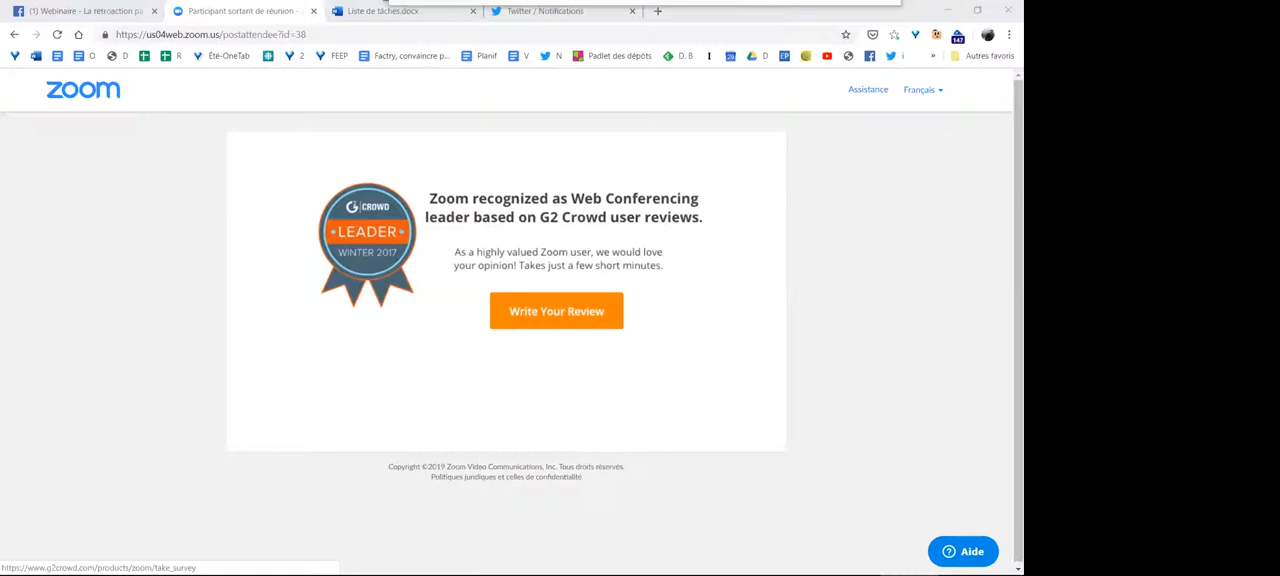 (1) Webinaire - La rétroaction pa
Participant sortant de réunion -
Liste de tâches.docx
Twitter / Notifications
https://us04web.zoom.us/postattendee?id=38
O
D
R
Été-OneTab
2
FEEP
Factry, convaincre p...
Planif
V
N
Padlet des dépôts
D. B
D
EP
i
»
Autres favoris
147
zoom
Assistance
Français
G CROWD
LEADER
WINTER 2017
Zoom recognized as Web Conferencing
leader based on G2 Crowd user reviews.
As a highly valued Zoom user, we would love
your opinion! Takes just a few short minutes.
Write Your Review
Copyright ©2019 Zoom Video Communications, Inc. Tous droits réservés.
Politiques juridiques et celles de confidentialité
? Aide
https://www.g2crowd.com/products/zoom/take_survey